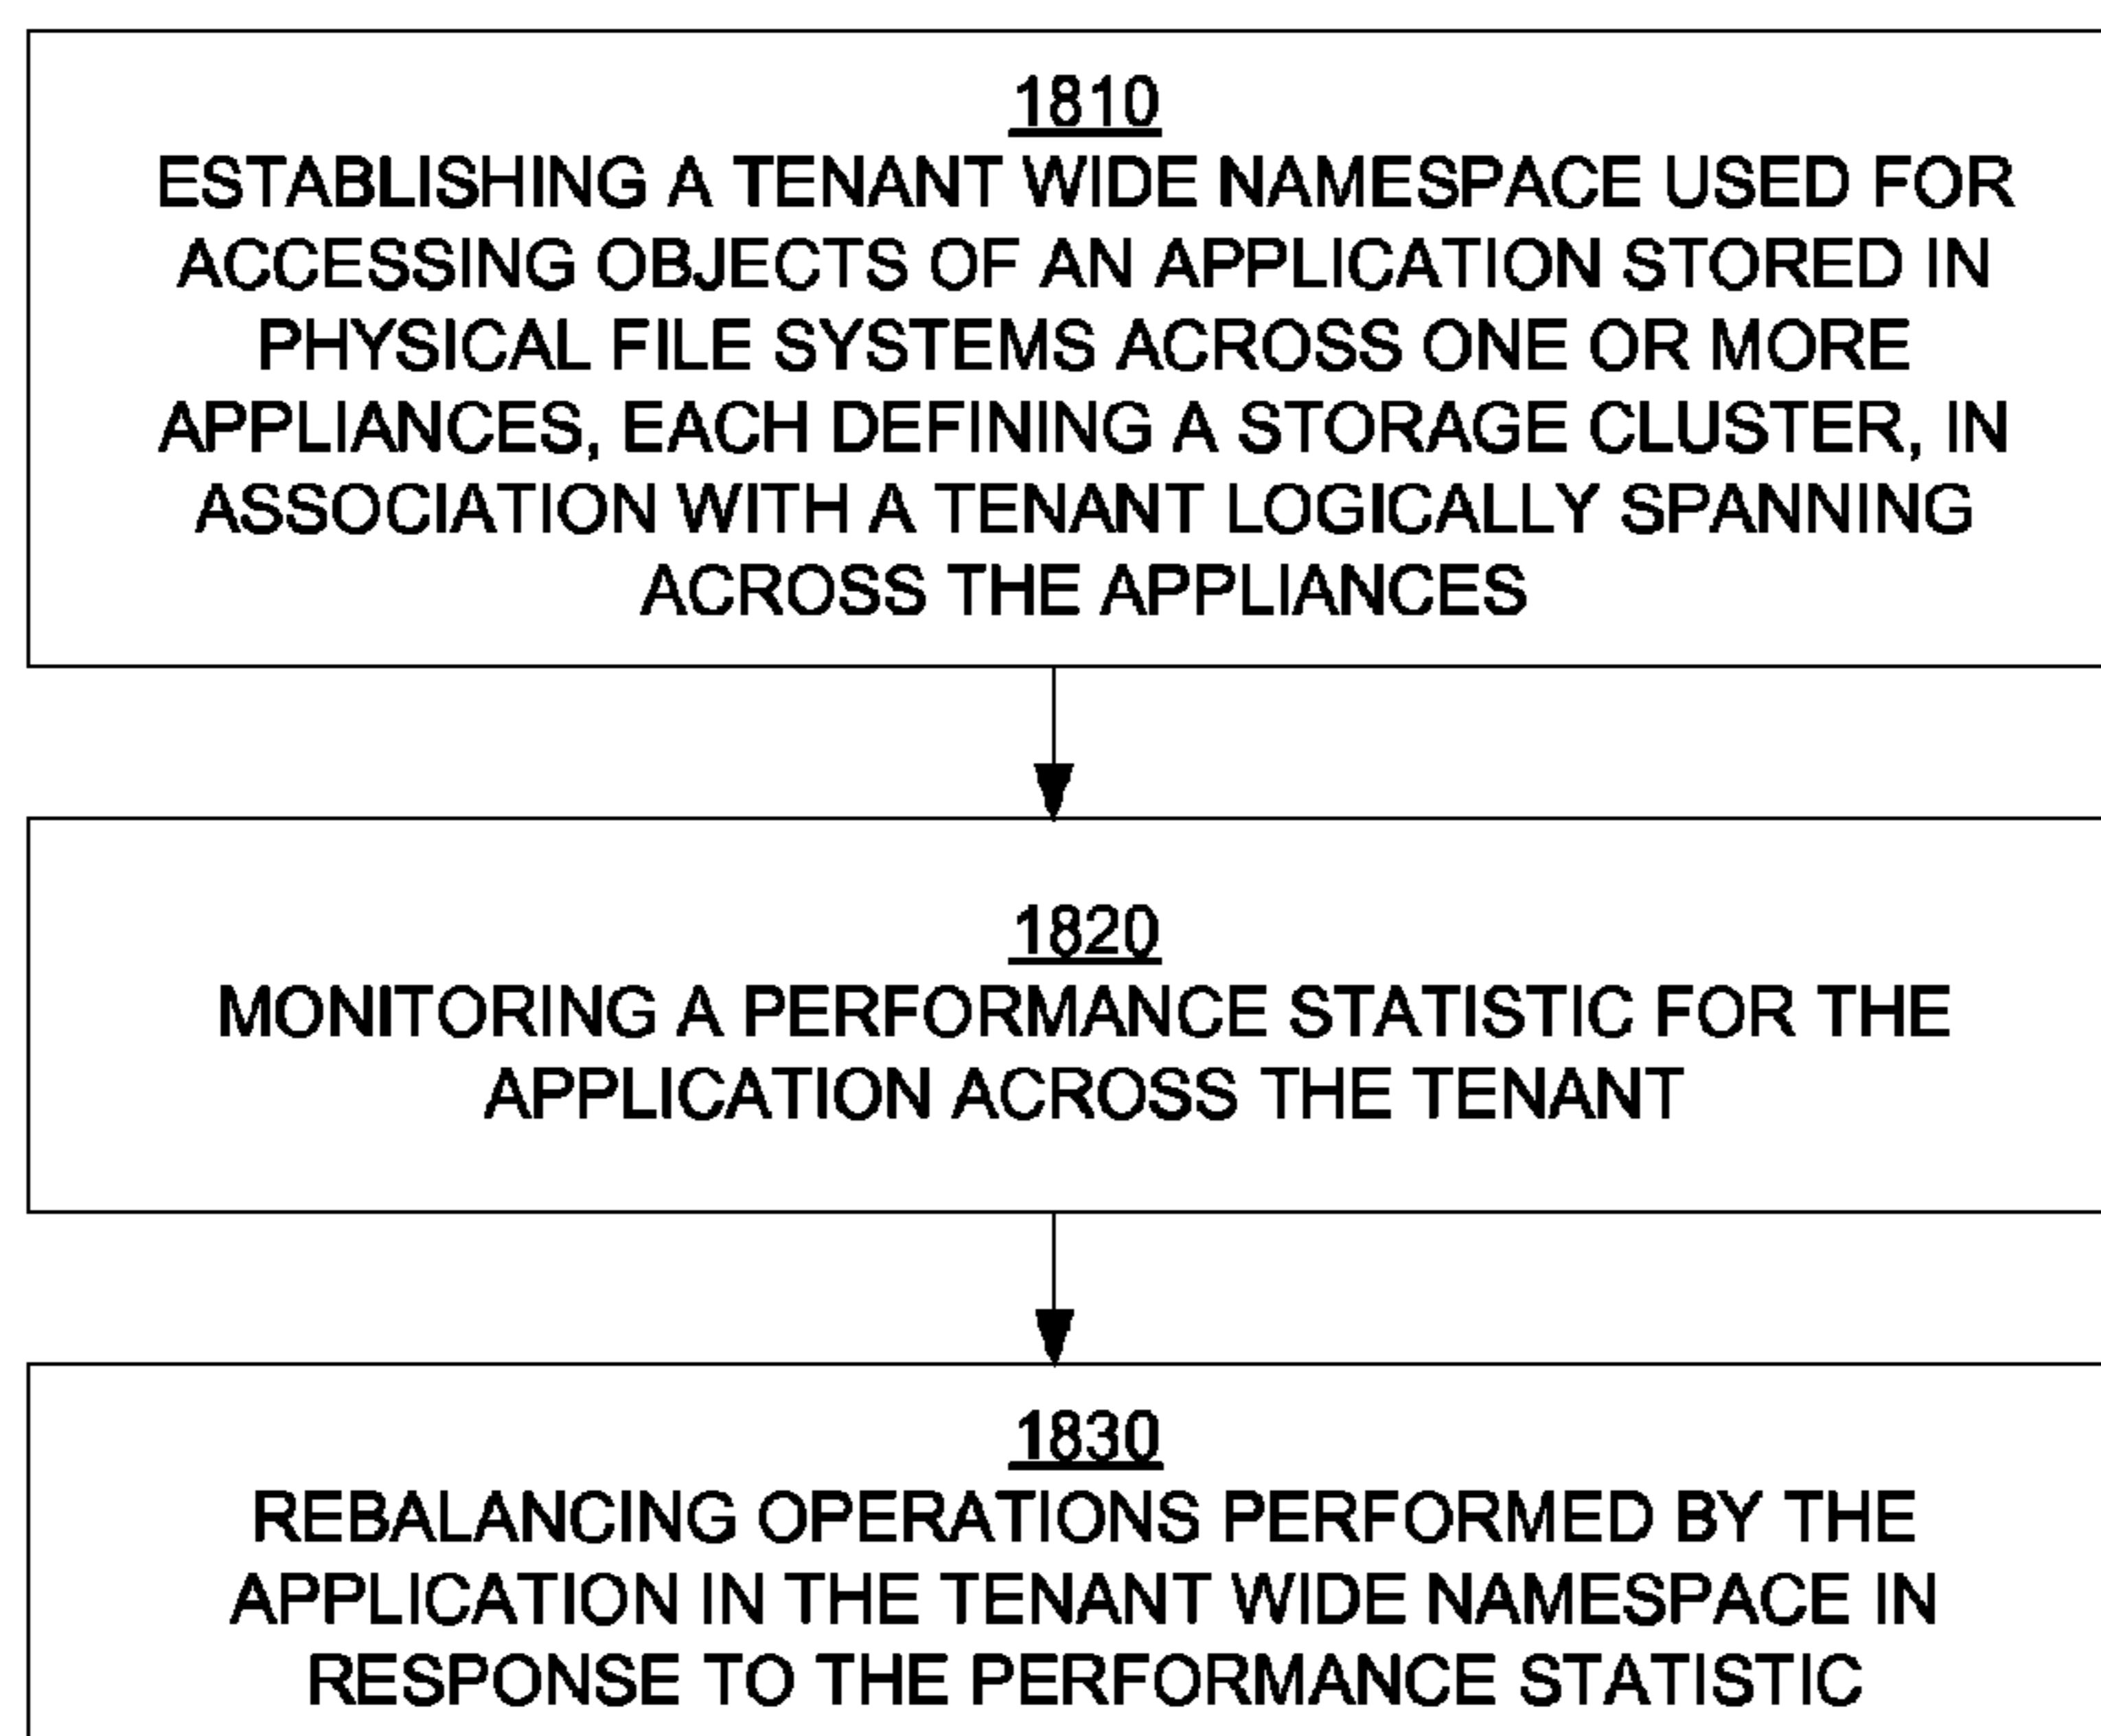 1810
ESTABLISHING A TENANT WIDE NAMESPACE USED FOR
ACCESSING OBJECTS OF AN APPLICATION STORED IN
PHYSICAL FILE SYSTEMS ACROSS ONE OR MORE
APPLIANCES, EACH DEFINING A STORAGE CLUSTER, IN
ASSOCIATION WITH A TENANT LOGICALLY SPANNING
ACROSS THE APPLIANCES
1820
MONITORING A PERFORMANCE STATISTIC FOR THE
APPLICATION ACROSS THE TENANT
1830
REBALANCING OPERATIONS PERFORMED BY THE
APPLICATION IN THE TENANT WIDE NAMESPACE IN
RESPONSE TO THE PERFORMANCE STATISTIC